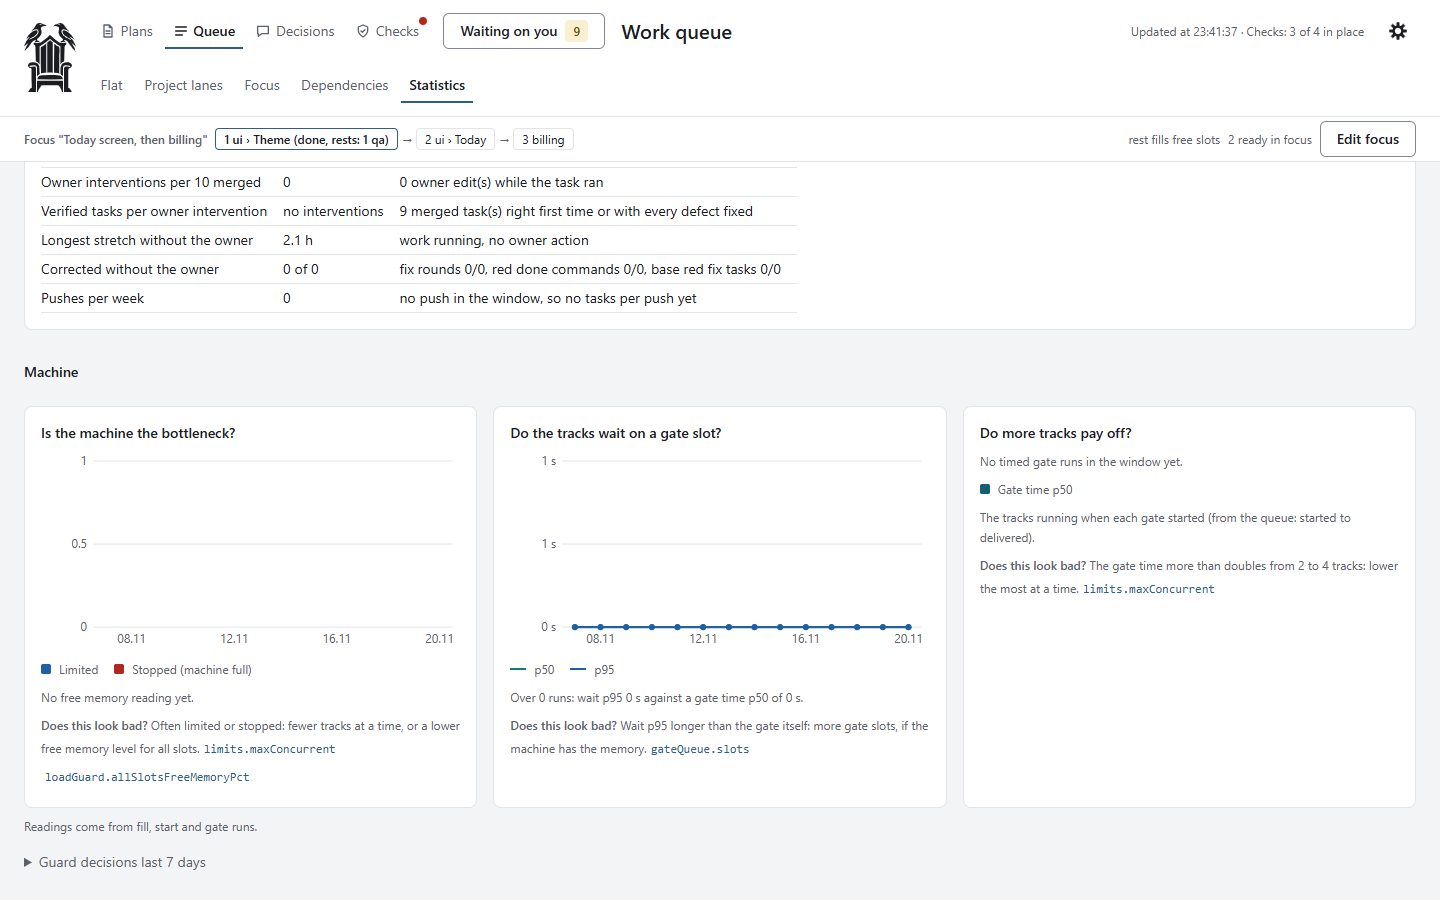 Plans
Queue
Decisions
Checks
Waiting on you 9
Work queue
Updated at 23:41:37 · Checks: 3 of 4 in place
Flat
Project lanes
Focus
Dependencies
Statistics
Focus "Today screen, then billing" 1 ui › Theme (done, rests: 1 qa) → 2 ui › Today → 3 billing
rest fills free slots 2 ready in focus Edit focus
Owner interventions per 10 merged 0 0 owner edit(s) while the task ran
Verified tasks per owner intervention no interventions 9 merged task(s) right first time or with every defect fixed
Longest stretch without the owner 2.1 h work running, no owner action
Corrected without the owner 0 of 0 fix rounds 0/0, red done commands 0/0, base red fix tasks 0/0
Pushes per week 0 no push in the window, so no tasks per push yet
Machine
Is the machine the bottleneck?
1
0.5
0
08.11 12.11 16.11 20.11
Limited Stopped (machine full)
No free memory reading yet.
Does this look bad? Often limited or stopped: fewer tracks at a time, or a lower
free memory level for all slots. limits.maxConcurrent
loadGuard.allSlotsFreeMemoryPct
Do the tracks wait on a gate slot?
1 s
1 s
0 s
08.11 12.11 16.11 20.11
p50 p95
Over 0 runs: wait p95 0 s against a gate time p50 of 0 s.
Does this look bad? Wait p95 longer than the gate itself: more gate slots, if the
machine has the memory. gateQueue.slots
Do more tracks pay off?
No timed gate runs in the window yet.
Gate time p50
The tracks running when each gate started (from the queue: started to
delivered).
Does this look bad? The gate time more than doubles from 2 to 4 tracks: lower
the most at a time. limits.maxConcurrent
Readings come from fill, start and gate runs.
Guard decisions last 7 days